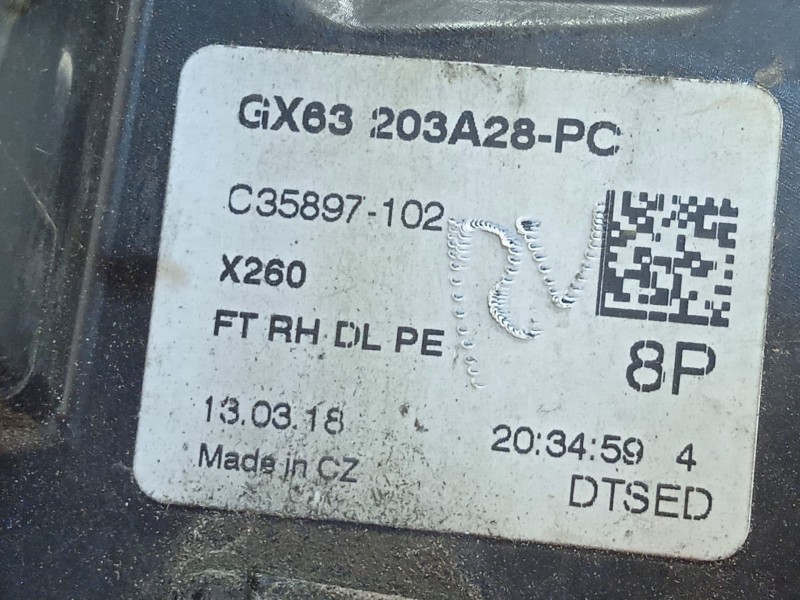 GX63 203A28-PC
C35897-102
X260
FT RH DL PE
8P
13.03.18
20:34:59 4
Made in CZ
DTSED